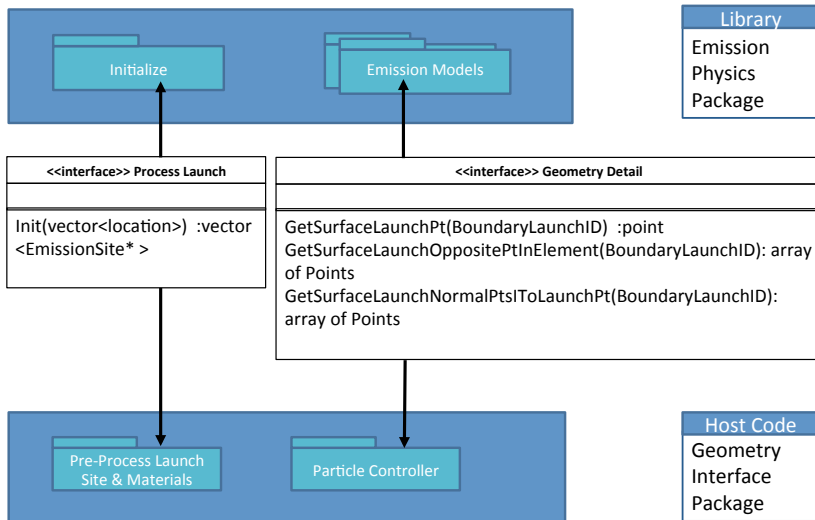 Initialize
Emission Models
Library
Emission
Physics
Package
<<interface>> Process Launch
Init(vector<location>) :vector
<EmissionSite* >
<<interface>> Geometry Detail
GetSurfaceLaunchPt(BoundaryLaunchID) :point
GetSurfaceLaunchOppositePtInElement(BoundaryLaunchID): array
of Points
GetSurfaceLaunchNormalPtsIToLaunchPt(BoundaryLaunchID):
array of Points
Pre-Process Launch
Site & Materials
Particle Controller
Host Code
Geometry
Interface
Package